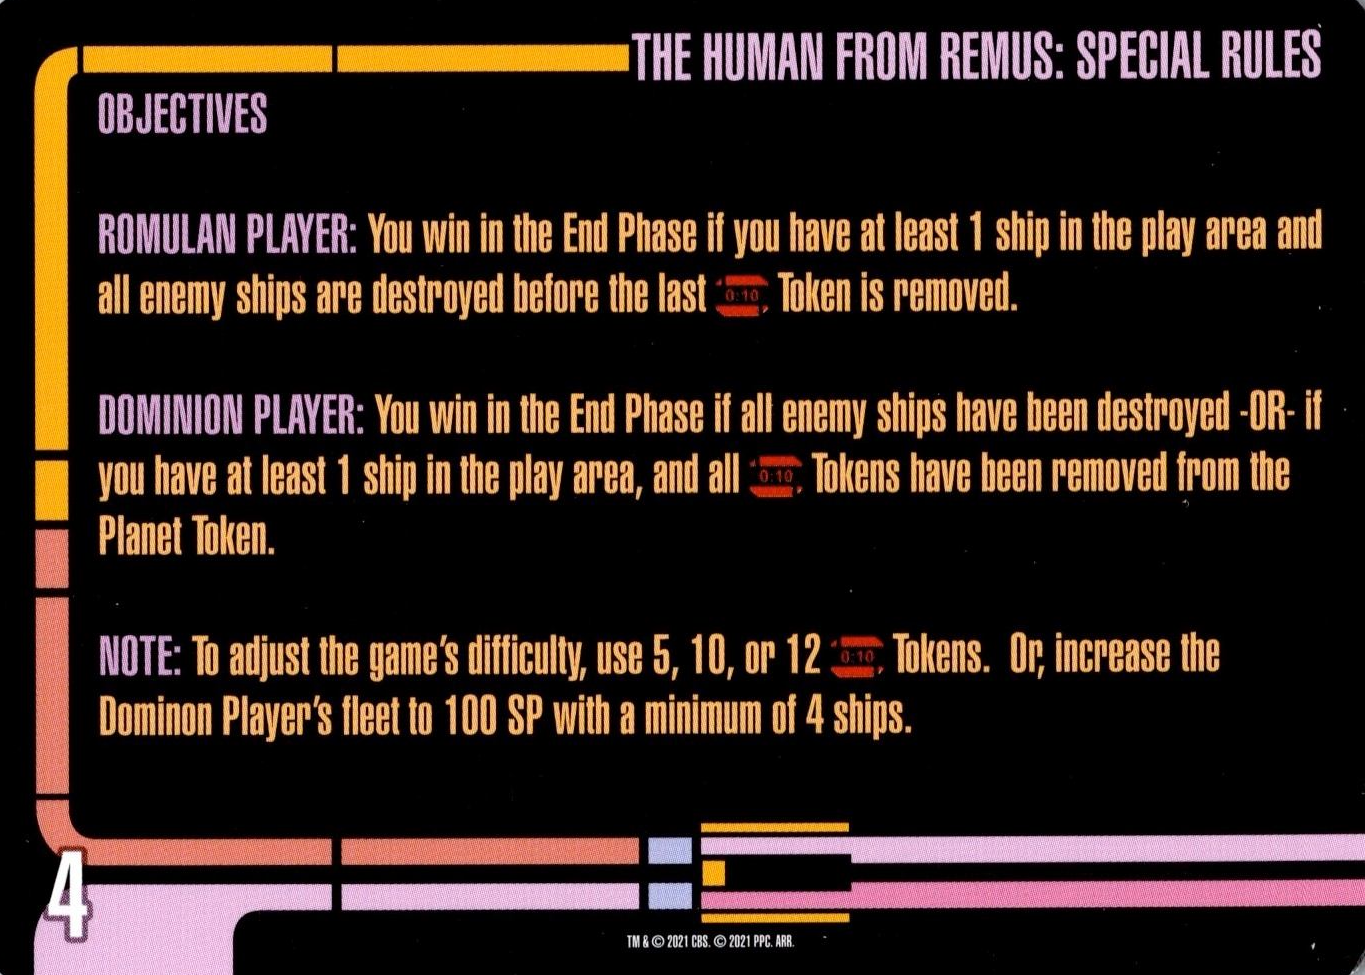 THE HUMAN FROM REMUS: SPECIAL RULES
OBJECTIVES
ROMULAN PLAYER: You win in the End Phase if you have at least 1 ship in the play area and
all enemy ships are destroyed before the last 0:10 Token is removed.
DOMINION PLAYER: You win in the End Phase if all enemy ships have been destroyed -OR- if
you have at least 1 ship in the play area, and all 0:10 Tokens have been removed from the
Planet Token.
NOTE: To adjust the game's difficulty, use 5, 10, or 12 0:10 Tokens. Or, increase the
Dominon Player's fleet to 100 SP with a minimum of 4 ships.
4
TM & © 2021 CBS. © 2021 PPC. ARR.